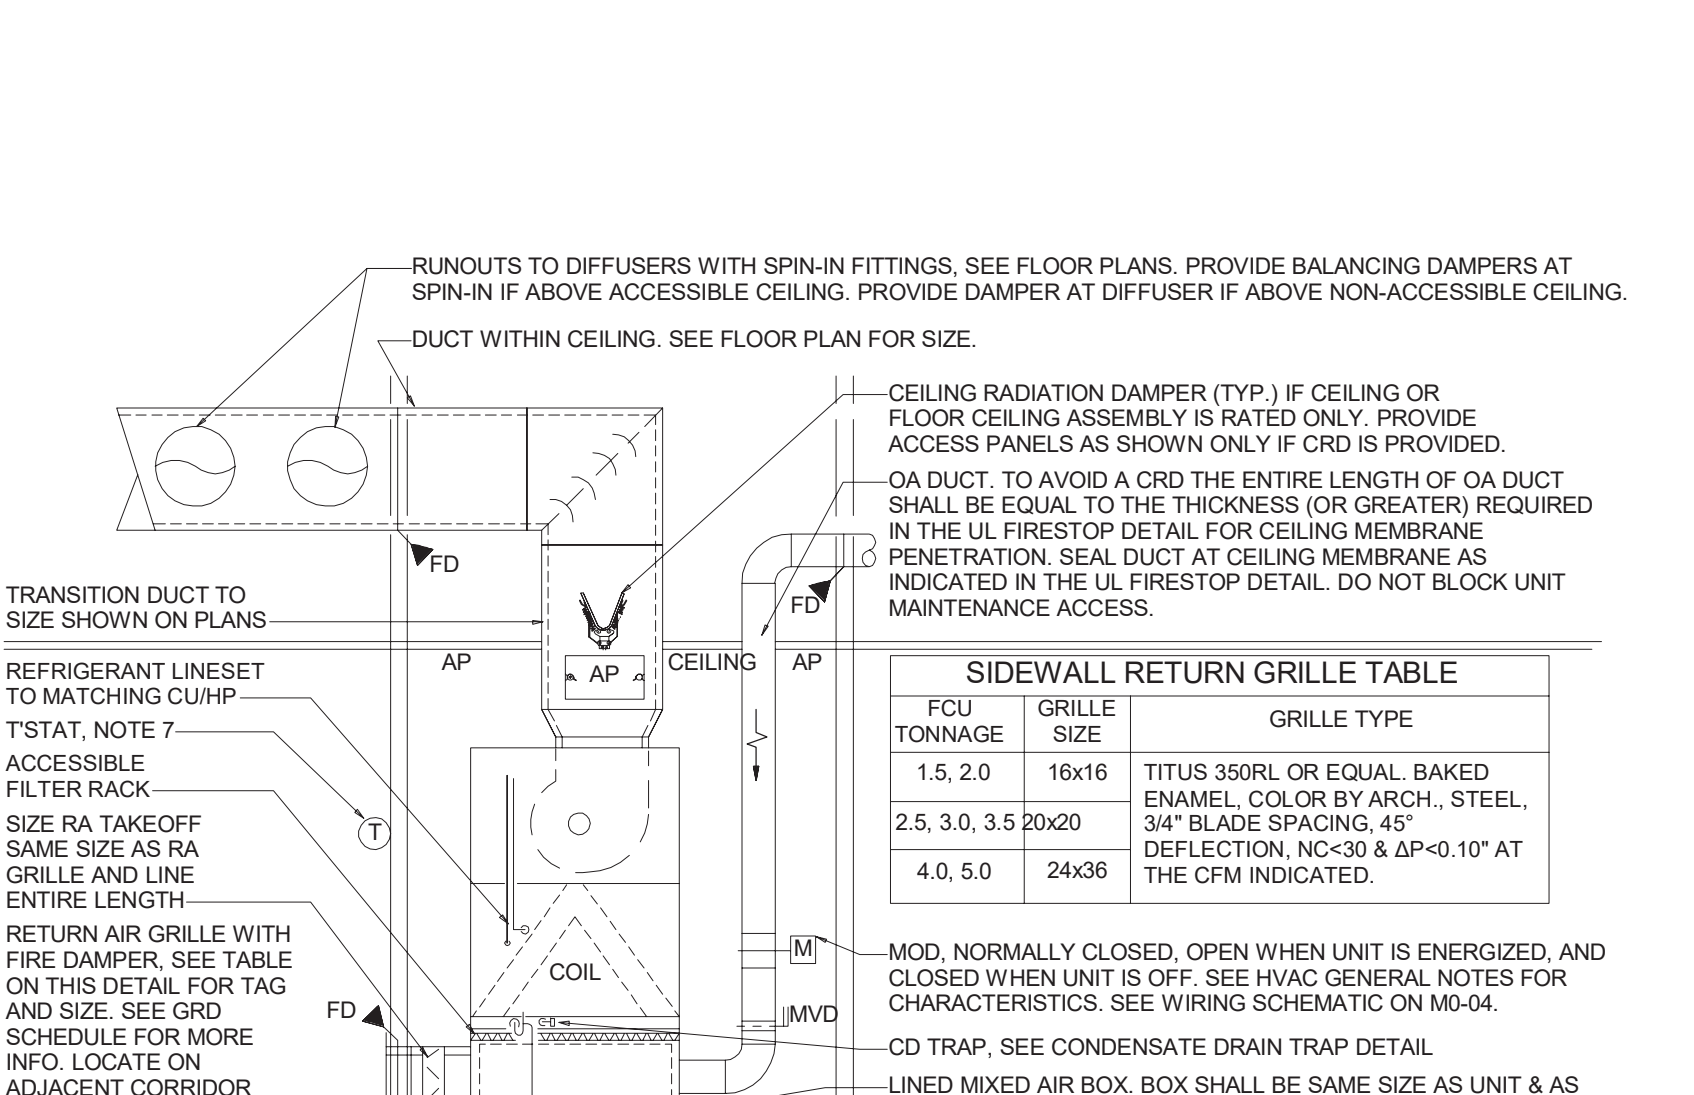 RUNOUTS TO DIFFUSERS WITH SPIN-IN FITTINGS, SEE FLOOR PLANS. PROVIDE BALANCING DAMPERS AT
SPIN-IN IF ABOVE ACCESSIBLE CEILING. PROVIDE DAMPER AT DIFFUSER IF ABOVE NON-ACCESSIBLE CEILING.
DUCT WITHIN CEILING. SEE FLOOR PLAN FOR SIZE.
CEILING RADIATION DAMPER (TYP.) IF CEILING OR
FLOOR CEILING ASSEMBLY IS RATED ONLY. PROVIDE
ACCESS PANELS AS SHOWN ONLY IF CRD IS PROVIDED.
OA DUCT. TO AVOID A CRD THE ENTIRE LENGTH OF OA DUCT
SHALL BE EQUAL TO THE THICKNESS (OR GREATER) REQUIRED
IN THE UL FIRESTOP DETAIL FOR CEILING MEMBRANE
PENETRATION. SEAL DUCT AT CEILING MEMBRANE AS
INDICATED IN THE UL FIRESTOP DETAIL. DO NOT BLOCK UNIT
MAINTENANCE ACCESS.
FD
FD
TRANSITION DUCT TO
SIZE SHOWN ON PLANS
AP
AP
CEILING
AP
REFRIGERANT LINESET
TO MATCHING CU/HP
T'STAT, NOTE 7
ACCESSIBLE
FILTER RACK
T
SIZE RA TAKEOFF
SAME SIZE AS RA
GRILLE AND LINE
ENTIRE LENGTH
RETURN AIR GRILLE WITH
FIRE DAMPER, SEE TABLE
ON THIS DETAIL FOR TAG
AND SIZE. SEE GRD
SCHEDULE FOR MORE
INFO. LOCATE ON
ADJACENT CORRIDOR
FD
COIL
SIDEWALL RETURN GRILLE TABLE
FCU
TONNAGE
GRILLE
SIZE
GRILLE TYPE
1.5, 2.0
16x16
2.5, 3.0, 3.5
20x20
4.0, 5.0
24x36
TITUS 350RL OR EQUAL. BAKED
ENAMEL, COLOR BY ARCH., STEEL,
3/4" BLADE SPACING, 45°
DEFLECTION, NC<30 & ΔP<0.10" AT
THE CFM INDICATED.
M
MOD, NORMALLY CLOSED, OPEN WHEN UNIT IS ENERGIZED, AND
CLOSED WHEN UNIT IS OFF. SEE HVAC GENERAL NOTES FOR
CHARACTERISTICS. SEE WIRING SCHEMATIC ON M0-04.
MVD
CD TRAP, SEE CONDENSATE DRAIN TRAP DETAIL
LINED MIXED AIR BOX. BOX SHALL BE SAME SIZE AS UNIT & AS